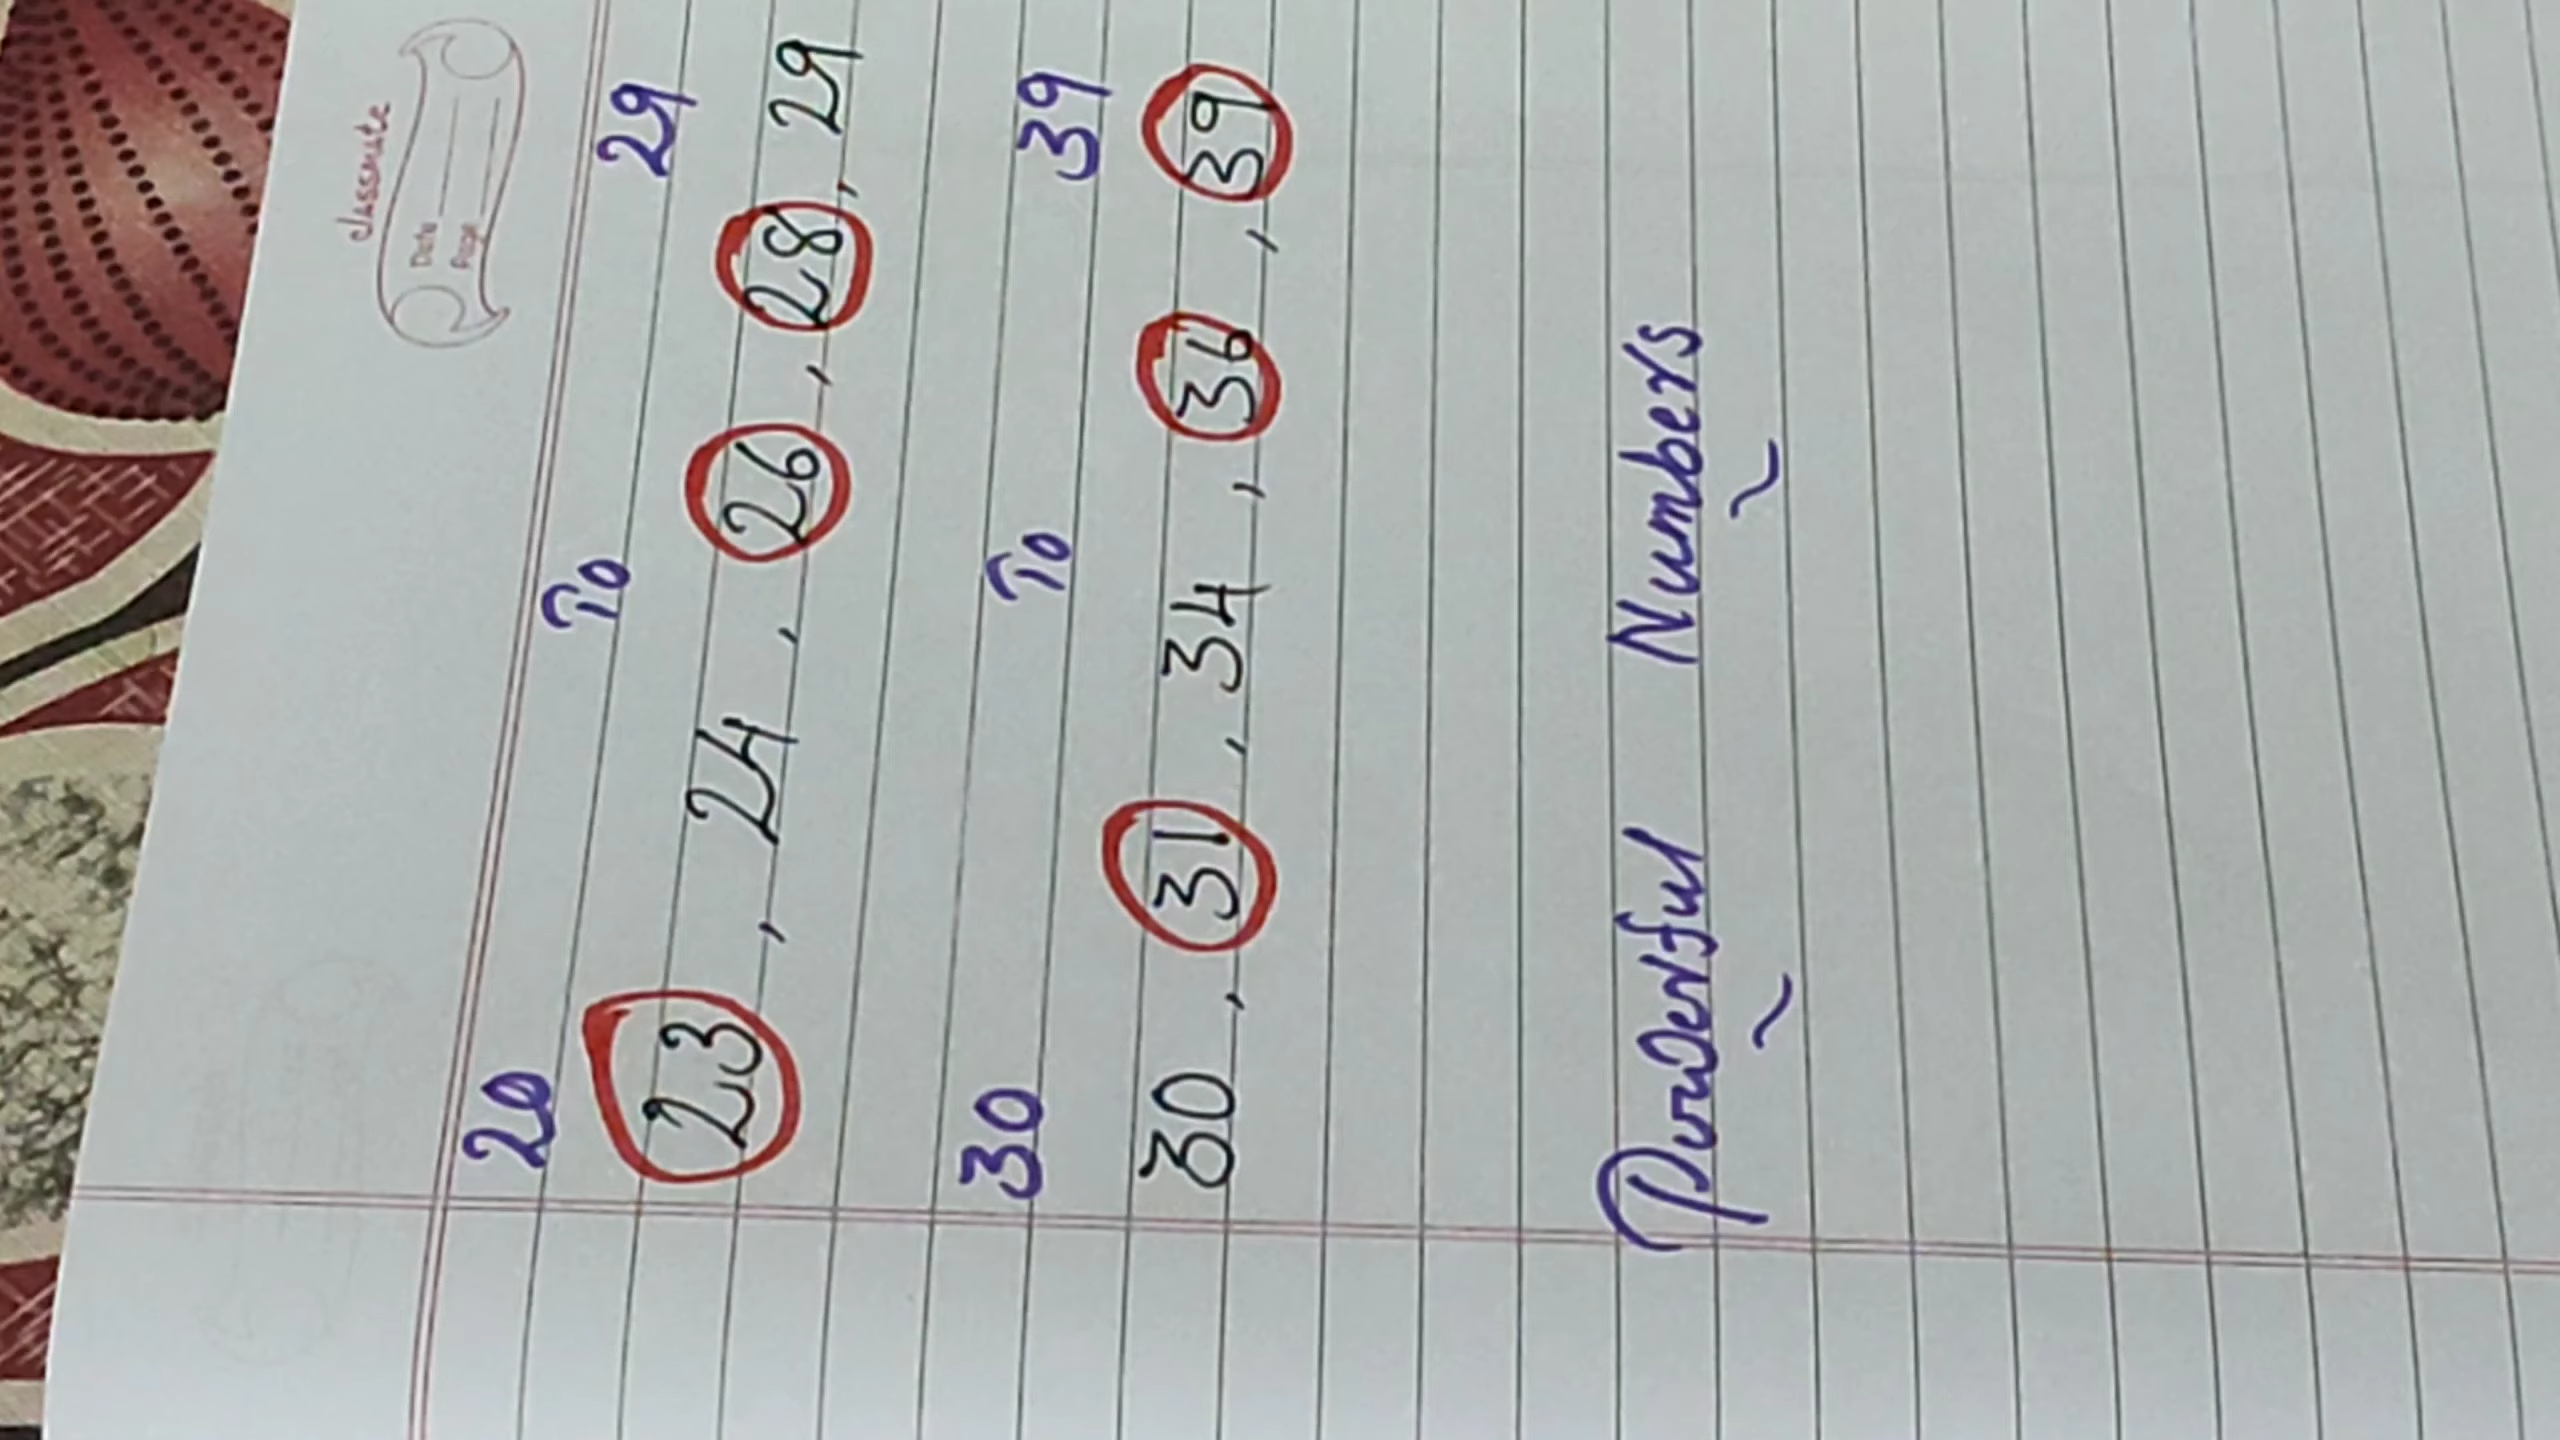 classmate
Date
Page
20 To 29
23, 24, 26, 28, 29
30 To 39
30, 31, 34, 36, 39
Powerful Numbers